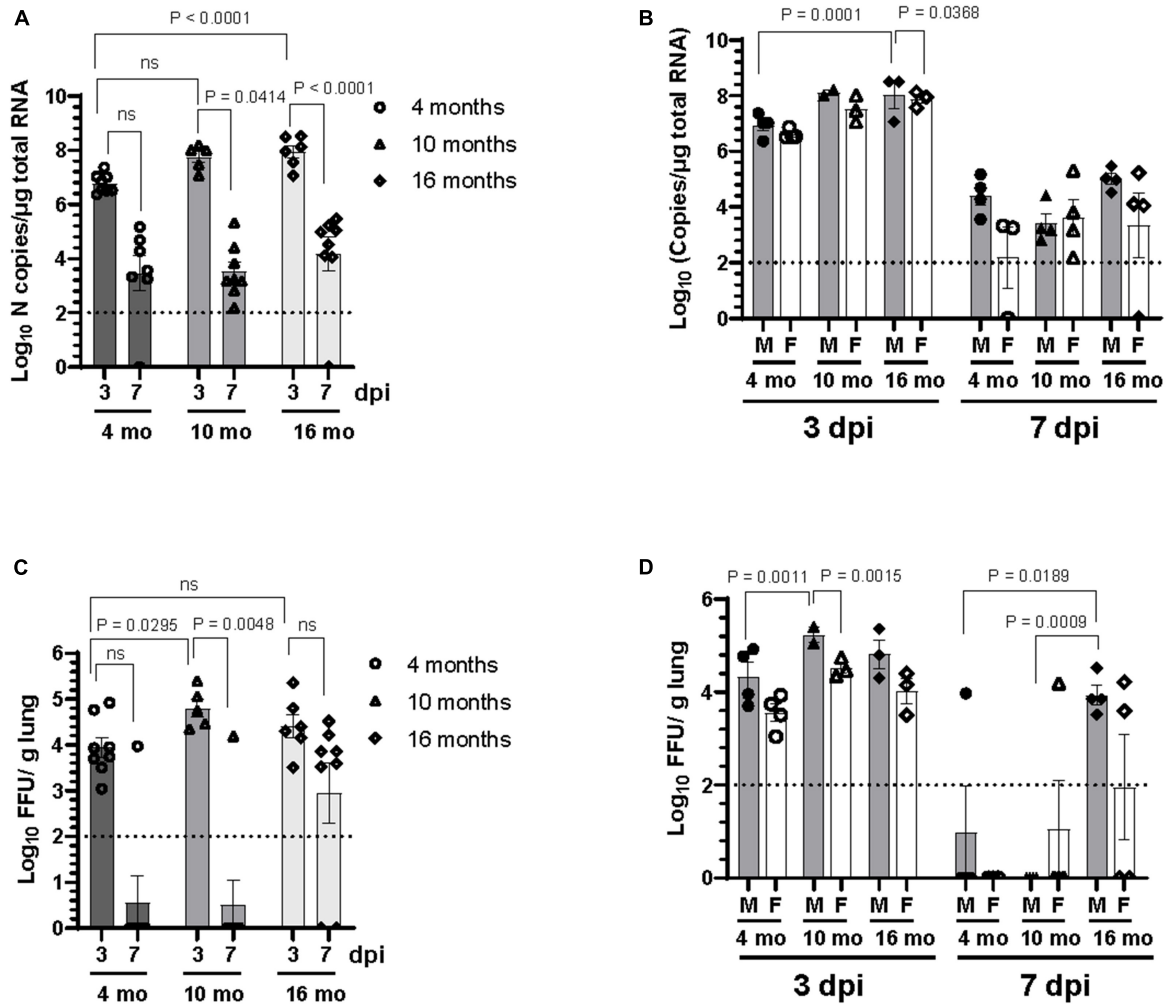 A
P < 0.0001
ns
ns
P = 0.0414
P < 0.0001
Log10 N copies/µg total RNA
10
8
6
4
2
0
4 months
10 months
16 months
3 7 3 7 3 7 dpi
4 mo 10 mo 16 mo
B
P = 0.0001
P = 0.0368
Log10 (Copies/µg total RNA)
10
8
6
4
2
0
M F M F M F M F M F M F
4 mo 10 mo 16 mo 4 mo 10 mo 16 mo
3 dpi 7 dpi
C
ns
P = 0.0295
P = 0.0048
ns
ns
Log10 FFU/ g lung
6
5
4
3
2
1
0
4 months
10 months
16 months
3 7 3 7 3 7 dpi
4 mo 10 mo 16 mo
D
P = 0.0011
P = 0.0015
P = 0.0189
P = 0.0009
Log10 FFU/ g lung
6
4
2
0
M F M F M F M F M F M F
4 mo 10 mo 16 mo 4 mo 10 mo 16 mo
3 dpi 7 dpi